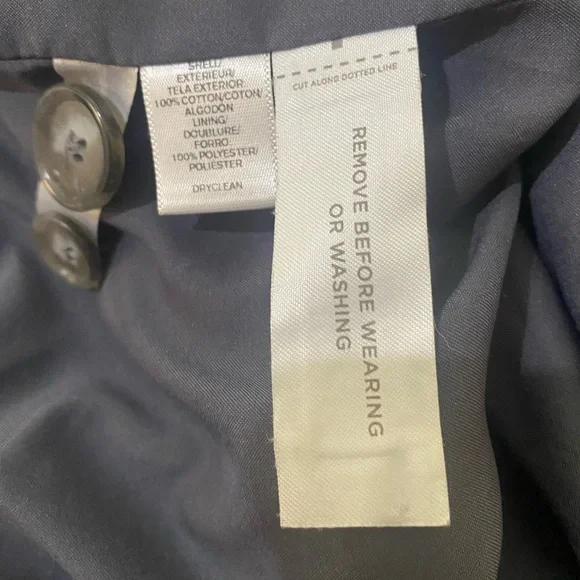 SHELL/
EXTERIEUR/
TELA EXTERIOR
100% COTTON/COTON/
ALGODON
LINING/
DOUBLURE/
FORRO
100% POLYESTER/
POLIÉSTER
DRYCLEAN
CUT ALONG DOTTED LINE
REMOVE BEFORE WEARING
OR WASHING